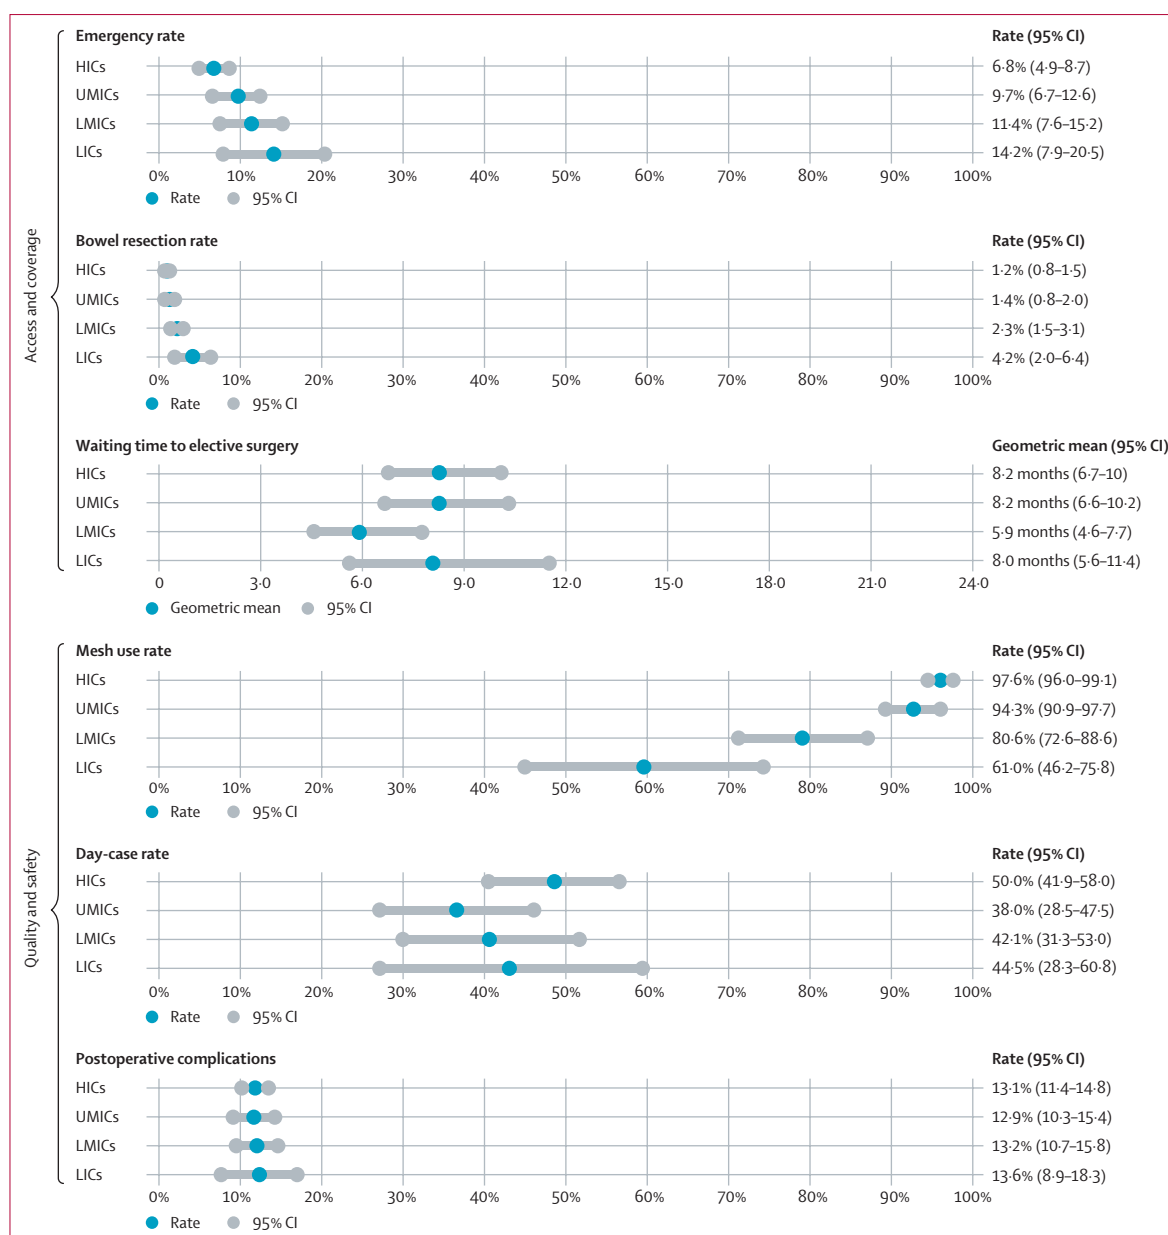 Access and coverage
Emergency rate Rate (95% CI)
HICs 6·8% (4·9–8·7)
UMICs 9·7% (6·7–12·6)
LMICs 11·4% (7·6–15·2)
LICs 14·2% (7·9–20·5)
0% 10% 20% 30% 40% 50% 60% 70% 80% 90% 100%
Rate 95% CI
Bowel resection rate Rate (95% CI)
HICs 1·2% (0·8–1·5)
UMICs 1·4% (0·8–2·0)
LMICs 2·3% (1·5–3·1)
LICs 4·2% (2·0–6·4)
0% 10% 20% 30% 40% 50% 60% 70% 80% 90% 100%
Rate 95% CI
Waiting time to elective surgery Geometric mean (95% CI)
HICs 8·2 months (6·7–10)
UMICs 8·2 months (6·6–10·2)
LMICs 5·9 months (4·6–7·7)
LICs 8·0 months (5·6–11·4)
0 3·0 6·0 9·0 12·0 15·0 18·0 21·0 24·0
Geometric mean 95% CI
Quality and safety
Mesh use rate Rate (95% CI)
HICs 97·6% (96·0–99·1)
UMICs 94·3% (90·9–97·7)
LMICs 80·6% (72·6–88·6)
LICs 61·0% (46·2–75·8)
0% 10% 20% 30% 40% 50% 60% 70% 80% 90% 100%
Rate 95% CI
Day-case rate Rate (95% CI)
HICs 50·0% (41·9–58·0)
UMICs 38·0% (28·5–47·5)
LMICs 42·1% (31·3–53·0)
LICs 44·5% (28·3–60·8)
0% 10% 20% 30% 40% 50% 60% 70% 80% 90% 100%
Rate 95% CI
Postoperative complications Rate (95% CI)
HICs 13·1% (11·4–14·8)
UMICs 12·9% (10·3–15·4)
LMICs 13·2% (10·7–15·8)
LICs 13·6% (8·9–18·3)
0% 10% 20% 30% 40% 50% 60% 70% 80% 90% 100%
Rate 95% CI